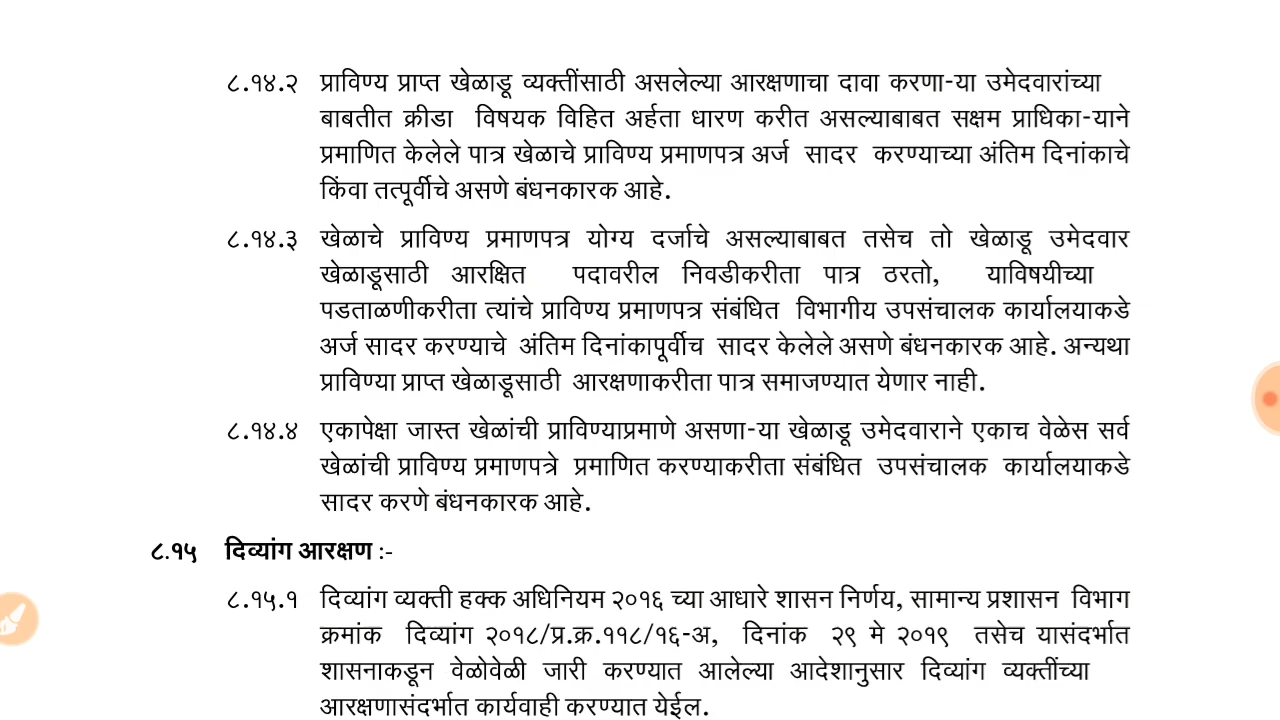 ८.१४.२ प्राविण्य प्राप्त खेळाडू व्यक्तींसाठी असलेल्या आरक्षणाचा दावा करणा-या उमेदवारांच्या
बाबतीत क्रीडा विषयक विहित अर्हता धारण करीत असल्याबाबत सक्षम प्राधिका-याने
प्रमाणित केलेले पात्र खेळाचे प्राविण्य प्रमाणपत्र अर्ज सादर करण्याच्या अंतिम दिनांकाचे
किंवा तत्पूर्वीचे असणे बंधनकारक आहे.
८.१४.३ खेळाचे प्राविण्य प्रमाणपत्र योग्य दर्जाचे असल्याबाबत तसेच तो खेळाडू उमेदवार
खेळाडूसाठी आरक्षित पदावरील निवडीकरीता पात्र ठरतो, याविषयीच्या
पडताळणीकरीता त्यांचे प्राविण्य प्रमाणपत्र संबंधित विभागीय उपसंचालक कार्यालयाकडे
अर्ज सादर करण्याचे अंतिम दिनांकापूर्वीच सादर केलेले असणे बंधनकारक आहे. अन्यथा
प्राविण्या प्राप्त खेळाडूसाठी आरक्षणाकरीता पात्र समाजण्यात येणार नाही.
८.१४.४ एकापेक्षा जास्त खेळांची प्राविण्याप्रमाणे असणा-या खेळाडू उमेदवाराने एकाच वेळेस सर्व
खेळांची प्राविण्य प्रमाणपत्रे प्रमाणित करण्याकरीता संबंधित उपसंचालक कार्यालयाकडे
सादर करणे बंधनकारक आहे.
८.१५ दिव्यांग आरक्षण :-
८.१५.१ दिव्यांग व्यक्ती हक्क अधिनियम २०१६ च्या आधारे शासन निर्णय, सामान्य प्रशासन विभाग
क्रमांक दिव्यांग २०१८/प्र.क्र.११८/१६-अ, दिनांक २९ मे २०१९ तसेच यासंदर्भात
शासनाकडून वेळोवेळी जारी करण्यात आलेल्या आदेशानुसार दिव्यांग व्यक्तींच्या
आरक्षणासंदर्भात कार्यवाही करण्यात येईल.